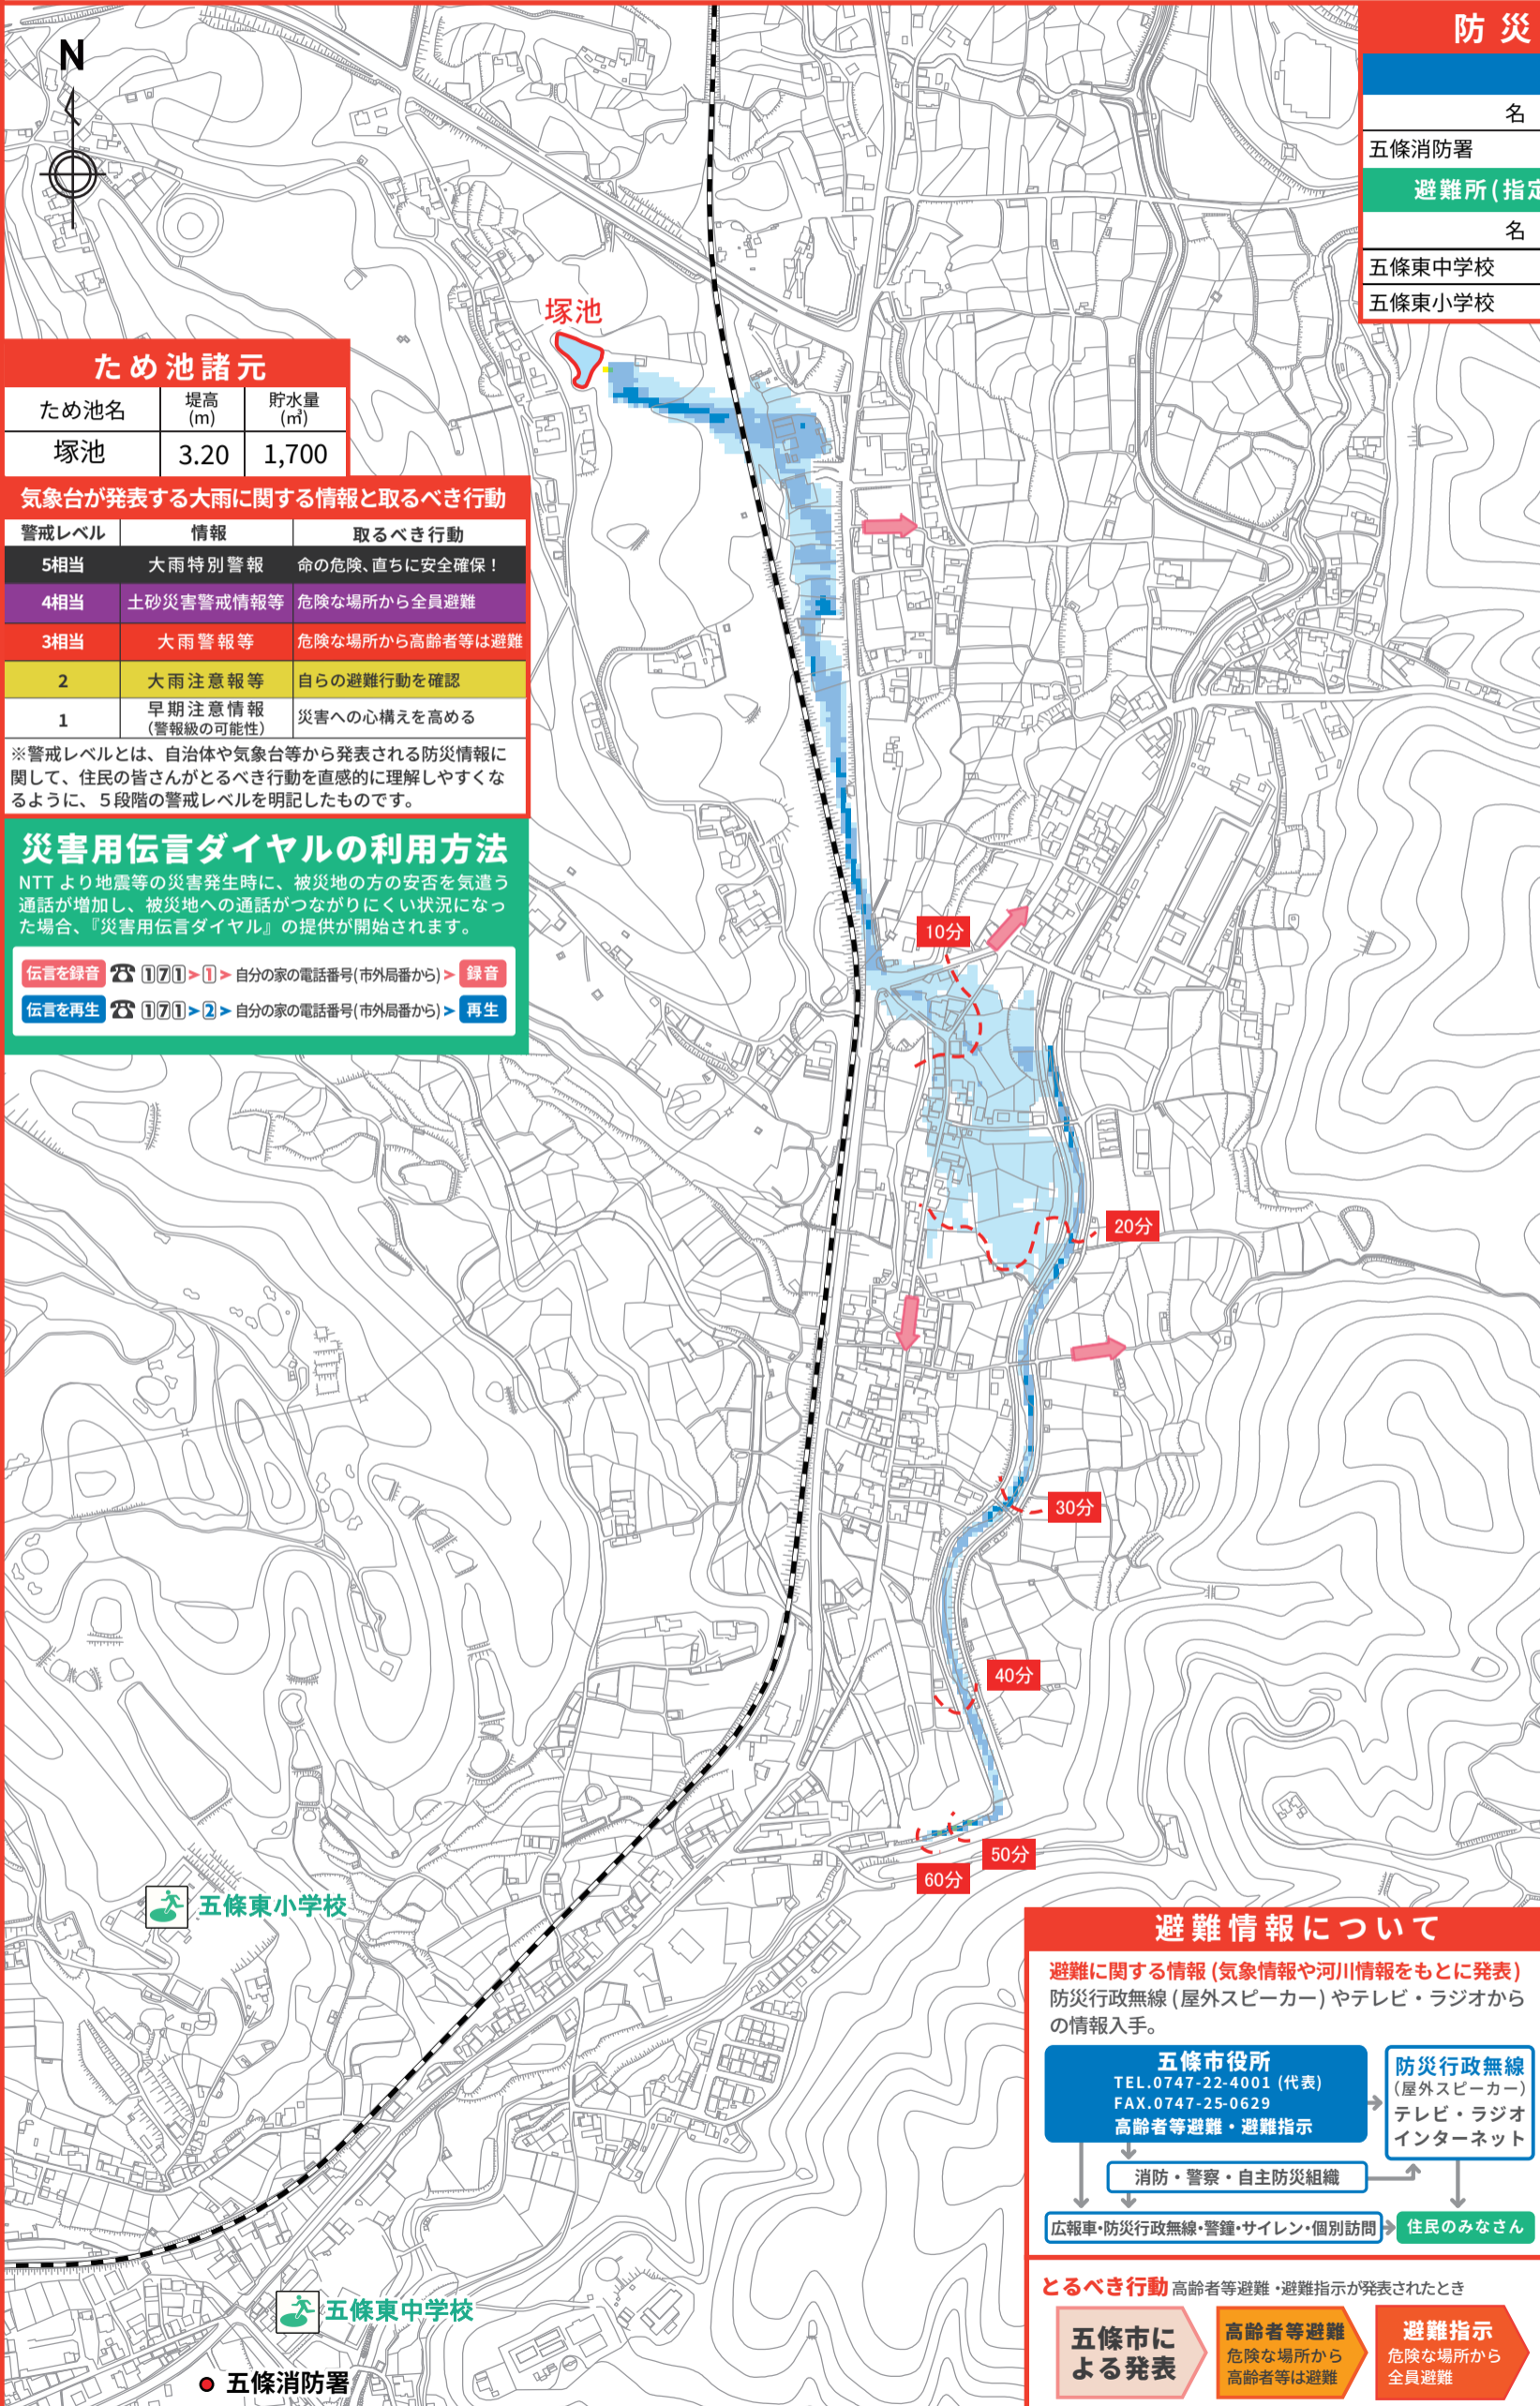 N
防災
名
五條消防署
避難所(指定
名
五條東中学校
五條東小学校
塚池
ため池諸元
ため池名 堤高(m) 貯水量(㎥)
塚池 3.20 1,700
気象台が発表する大雨に関する情報と取るべき行動
警戒レベル 情報 取るべき行動
5相当 大雨特別警報 命の危険、直ちに安全確保！
4相当 土砂災害警戒情報等 危険な場所から全員避難
3相当 大雨警報等 危険な場所から高齢者等は避難
2 大雨注意報等 自らの避難行動を確認
1 早期注意情報(警報級の可能性) 災害への心構えを高める
※警戒レベルとは、自治体や気象台等から発表される防災情報に
関して、住民の皆さんがとるべき行動を直感的に理解しやすくな
るように、５段階の警戒レベルを明記したものです。
災害用伝言ダイヤルの利用方法
NTT より地震等の災害発生時に、被災地の方の安否を気遣う
通話が増加し、被災地への通話がつながりにくい状況になっ
た場合、『災害用伝言ダイヤル』の提供が開始されます。
伝言を録音 ☎ 171>1> 自分の家の電話番号(市外局番から)> 録音
伝言を再生 ☎ 171>2> 自分の家の電話番号(市外局番から)> 再生
10分
20分
30分
40分
50分
60分
五條東小学校
五條東中学校
五條消防署
避難情報について
避難に関する情報 (気象情報や河川情報をもとに発表)
防災行政無線 (屋外スピーカー) やテレビ・ラジオから
の情報入手。
五條市役所
TEL.0747-22-4001 (代表)
FAX.0747-25-0629
高齢者等避難・避難指示
防災行政無線
(屋外スピーカー)
テレビ・ラジオ
インターネット
消防・警察・自主防災組織
広報車・防災行政無線・警鐘・サイレン・個別訪問
住民のみなさん
とるべき行動 高齢者等避難・避難指示が発表されたとき
五條市に
よる発表
高齢者等避難
危険な場所から
高齢者等は避難
避難指示
危険な場所から
全員避難